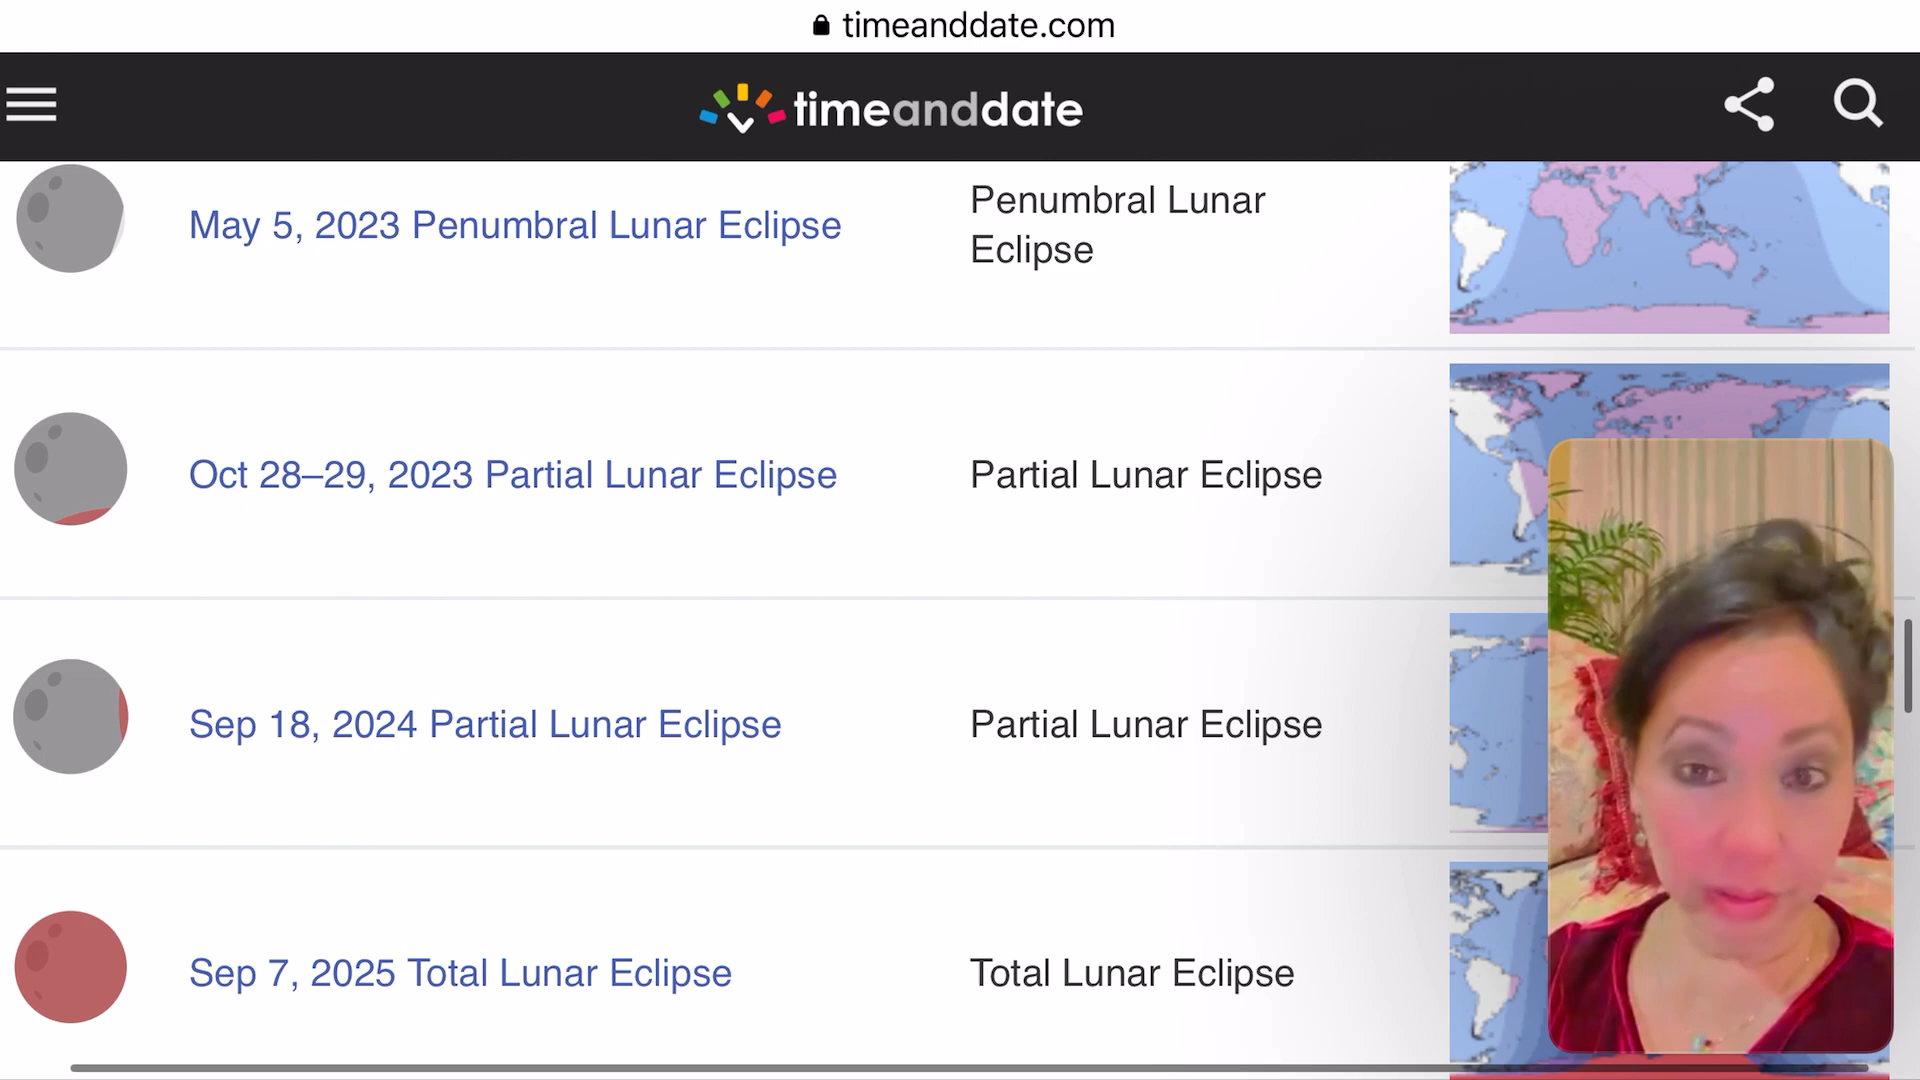 timeanddate.com
timeanddate
May 5, 2023 Penumbral Lunar Eclipse
Penumbral Lunar
Eclipse
Oct 28–29, 2023 Partial Lunar Eclipse
Partial Lunar Eclipse
Sep 18, 2024 Partial Lunar Eclipse
Partial Lunar Eclipse
Sep 7, 2025 Total Lunar Eclipse
Total Lunar Eclipse